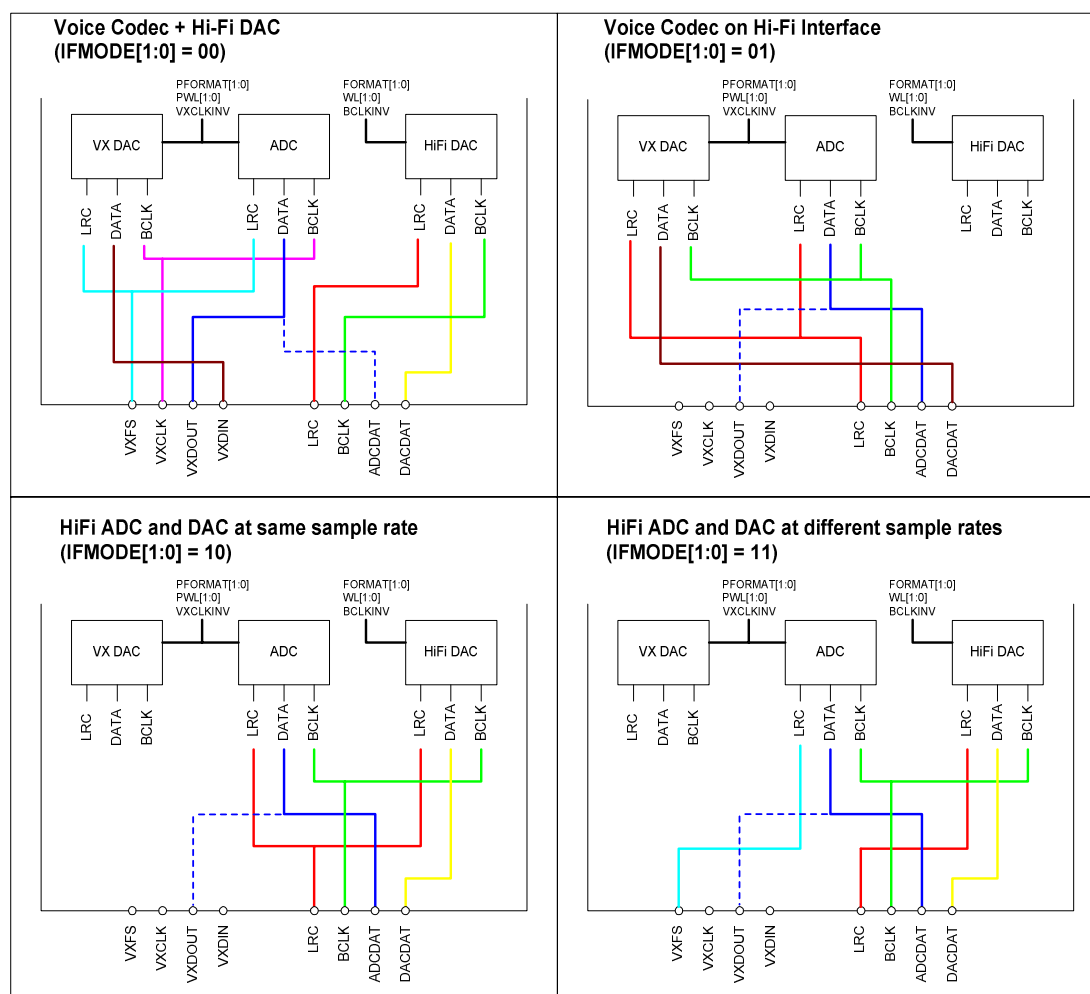 Voice Codec + Hi-Fi DAC
(IFMODE[1:0] = 00)
PFORMAT[1:0]
PWL[1:0]
VXCLKINV
FORMAT[1:0]
WL[1:0]
BCLKINV
VX DAC
ADC
HiFi DAC
LRC
DATA
BCLK
LRC
DATA
BCLK
LRC
DATA
BCLK
VXFS
VXCLK
VXDOUT
VXDIN
LRC
BCLK
ADCDAT
DACDAT
Voice Codec on Hi-Fi Interface
(IFMODE[1:0] = 01)
PFORMAT[1:0]
PWL[1:0]
VXCLKINV
FORMAT[1:0]
WL[1:0]
BCLKINV
VX DAC
ADC
HiFi DAC
LRC
DATA
BCLK
LRC
DATA
BCLK
LRC
DATA
BCLK
VXFS
VXCLK
VXDOUT
VXDIN
LRC
BCLK
ADCDAT
DACDAT
HiFi ADC and DAC at same sample rate
(IFMODE[1:0] = 10)
PFORMAT[1:0]
PWL[1:0]
VXCLKINV
FORMAT[1:0]
WL[1:0]
BCLKINV
VX DAC
ADC
HiFi DAC
LRC
DATA
BCLK
LRC
DATA
BCLK
LRC
DATA
BCLK
VXFS
VXCLK
VXDOUT
VXDIN
LRC
BCLK
ADCDAT
DACDAT
HiFi ADC and DAC at different sample rates
(IFMODE[1:0] = 11)
PFORMAT[1:0]
PWL[1:0]
VXCLKINV
FORMAT[1:0]
WL[1:0]
BCLKINV
VX DAC
ADC
HiFi DAC
LRC
DATA
BCLK
LRC
DATA
BCLK
LRC
DATA
BCLK
VXFS
VXCLK
VXDOUT
VXDIN
LRC
BCLK
ADCDAT
DACDAT